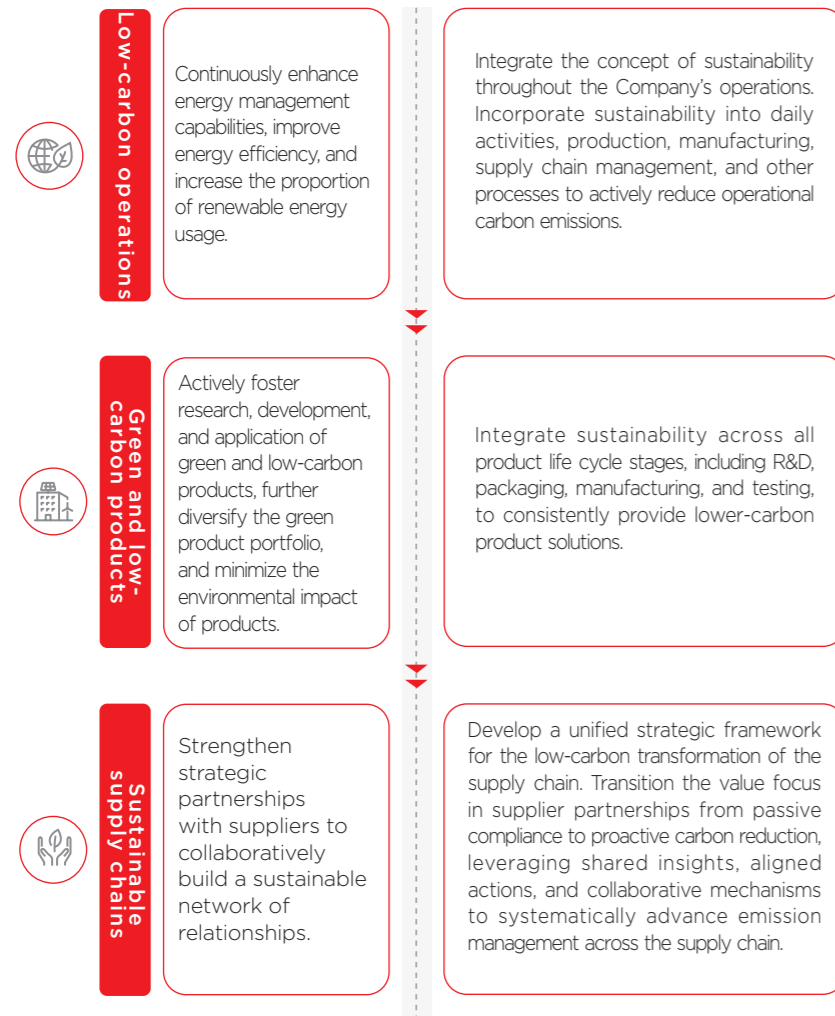 Low-carbon operations
Continuously enhance
energy management
capabilities, improve
energy efficiency, and
increase the proportion
of renewable energy
usage.
Integrate the concept of sustainability
throughout the Company’s operations.
Incorporate sustainability into daily
activities, production, manufacturing,
supply chain management, and other
processes to actively reduce operational
carbon emissions.
Green and low-
carbon products
Actively foster
research, development,
and application of
green and low-carbon
products, further
diversify the green
product portfolio,
and minimize the
environmental impact
of products.
Integrate sustainability across all
product life cycle stages, including R&D,
packaging, manufacturing, and testing,
to consistently provide lower-carbon
product solutions.
Sustainable
supply chains
Strengthen
strategic
partnerships
with suppliers to
collaboratively
build a sustainable
network of
relationships.
Develop a unified strategic framework
for the low-carbon transformation of the
supply chain. Transition the value focus
in supplier partnerships from passive
compliance to proactive carbon reduction,
leveraging shared insights, aligned
actions, and collaborative mechanisms
to systematically advance emission
management across the supply chain.